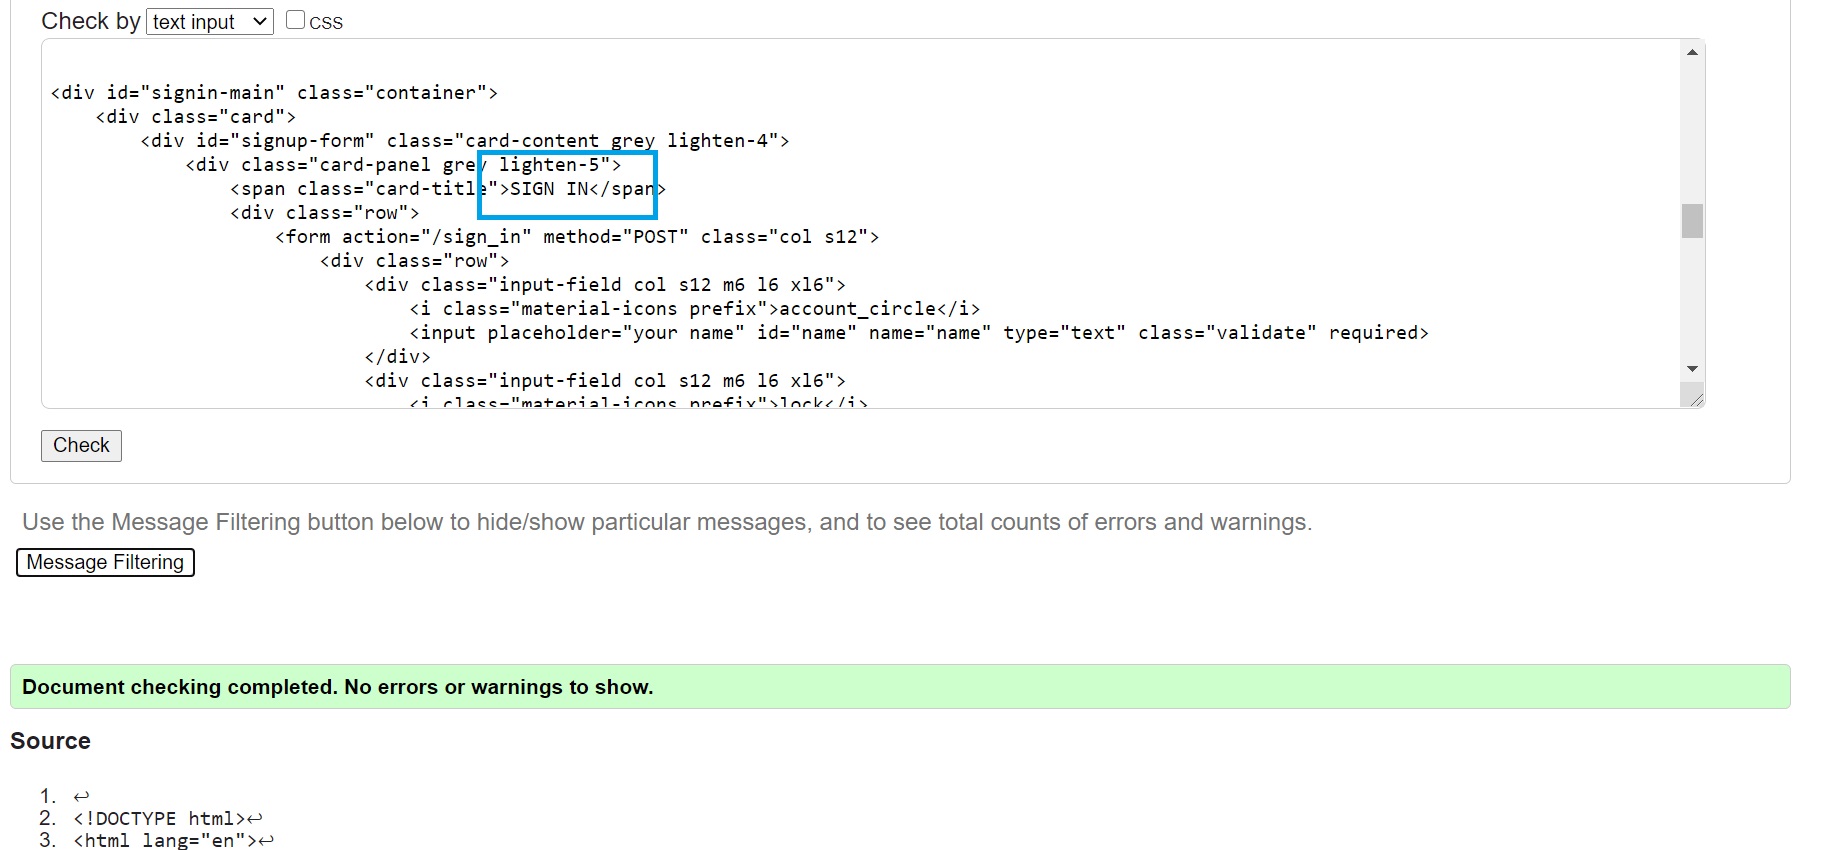 Check by text input CSS
<div id="signin-main" class="container">
<div class="card">
<div id="signup-form" class="card-content grey lighten-4">
<div class="card-panel grey lighten-5">
<span class="card-title">SIGN IN</span>
<div class="row">
<form action="/sign_in" method="POST" class="col s12">
<div class="row">
<div class="input-field col s12 m6 l6 xl6">
<i class="material-icons prefix">account_circle</i>
<input placeholder="your name" id="name" name="name" type="text" class="validate" required>
</div>
<div class="input-field col s12 m6 l6 xl6">
<i class="material-icons prefix">lock</i>
Check
Use the Message Filtering button below to hide/show particular messages, and to see total counts of errors and warnings.
Message Filtering
Document checking completed. No errors or warnings to show.
Source
1. ↩
2. <!DOCTYPE html>↩
3. <html lang="en">↩